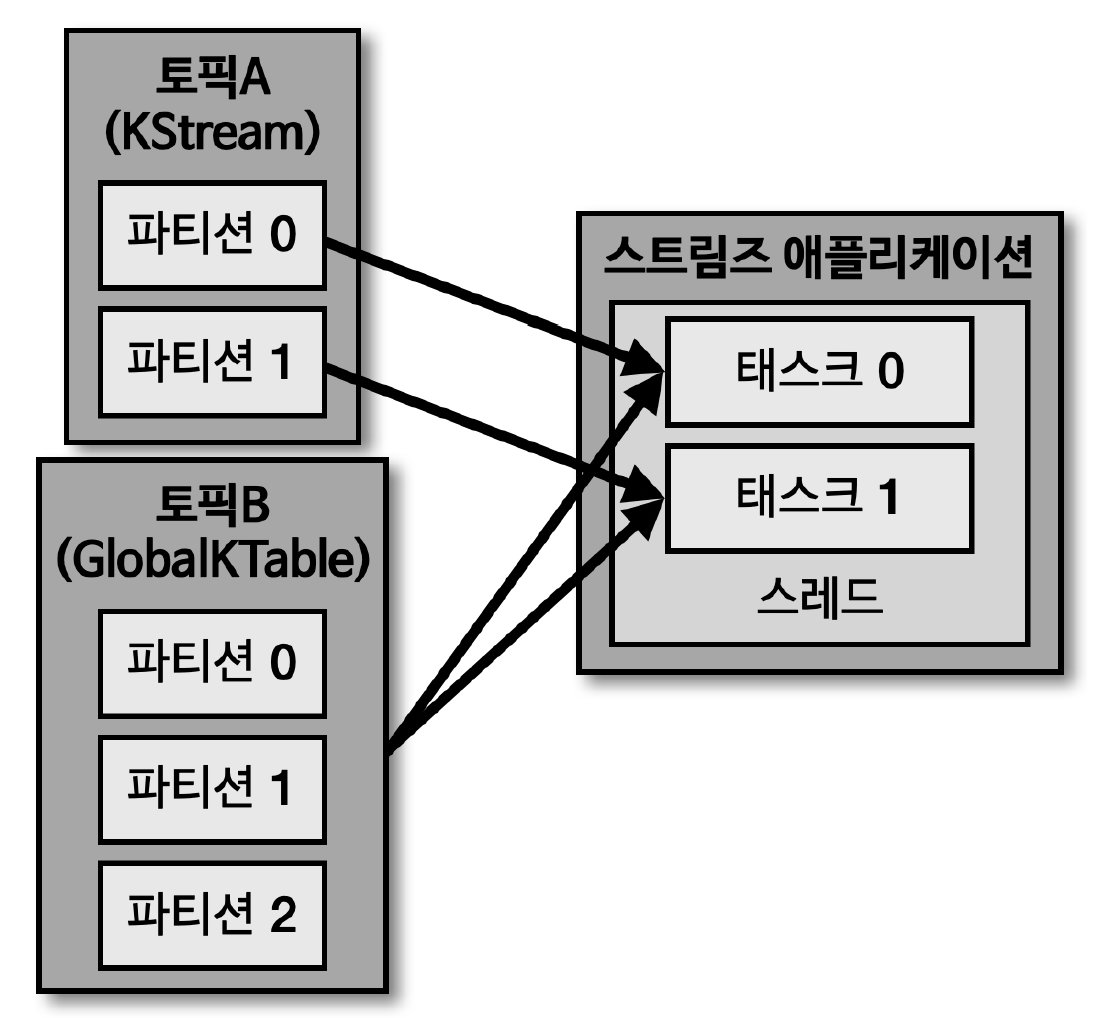 토픽A
(KStream)
파티션 0
파티션 1
토픽B
(GlobalKTable)
파티션 0
파티션 1
파티션 2
스트림즈 애플리케이션
태스크 0
태스크 1
스레드